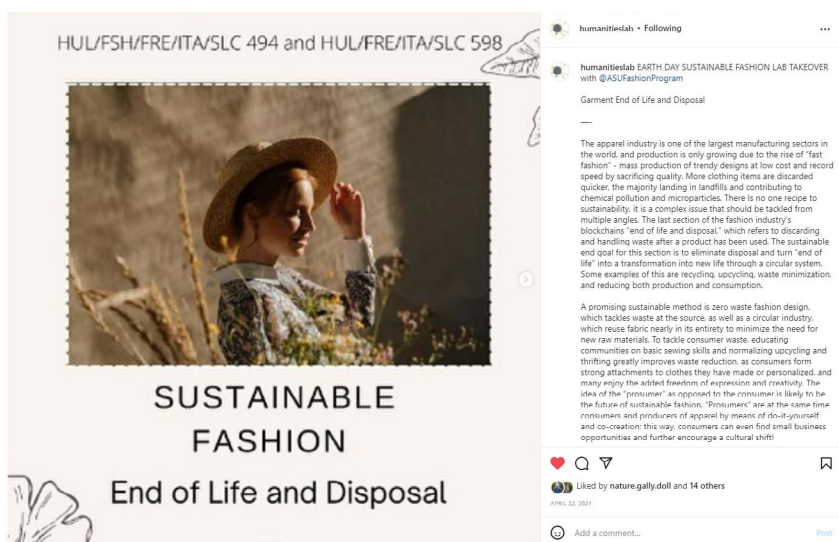 HUL/FSH/FRE/ITA/SLC 494 and HUL/FRE/ITA/SLC 598
SUSTAINABLE
FASHION
End of Life and Disposal
humanitieslab • Following
humanitieslab EARTH DAY SUSTAINABLE FASHION LAB TAKEOVER
with @ASUFashionProgram
Garment End of Life and Disposal
—-
The apparel industry is one of the largest manufacturing sectors in
the world, and production is only growing due to the rise of "fast
fashion" - mass production of trendy designs at low cost and record
speed by sacrificing quality. More clothing items are discarded
quicker, the majority landing in landfills and contributing to
chemical pollution and microparticles. There Is no one recipe to
sustainability, it is a complex issue that should be tackled from
multiple angles. The last section of the fashion industry's
blockchains "end of life and disposal," which refers to discarding
and handling waste after a product has been used. The sustainable
end goal for this section is to eliminate disposal and turn "end of
life" into a transformation into new life through a circular system.
Some examples of this are recycling, upcycling, waste minimization,
and reducing both production and consumption.
A promising sustainable method is zero waste fashion design,
which tackles waste at the source, as well as a circular industry,
which reuse fabric nearly in its entirety to minimize the need for
new raw materials. To tackle consumer waste, educating
communities on basic sewing skills and normalizing upcycling and
thrifting greatly improves waste reduction, as consumers form
strong attachments to clothes they have made or personalized, and
many enjoy the added freedom of expression and creativity. The
idea of the "prosumer" as opposed to the consumer is likely to be
the future of sustainable fashion. "Prosumers" are at the same time
consumers and producers of apparel by means of do-it-yourself
and co-creation; this way, consumers can even find small business
opportunities and further encourage a cultural shift!
Liked by nature.gally.doll and 14 others
APRIL 22, 2021
Add a comment...
Post